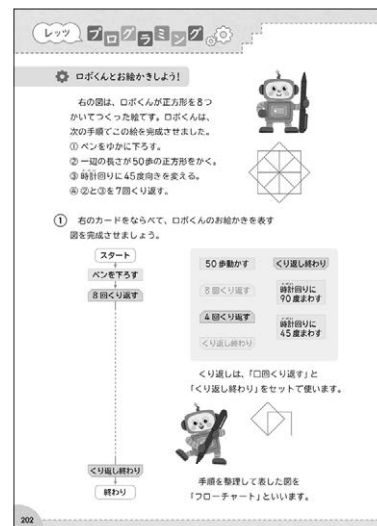 レッツ プログラミング
ロボくんとお絵かきしよう!
右の図は、ロボくんが正方形を8つ
かいてつくった絵です。ロボくんは、
次の手順でこの絵を完成させました。
① ペンをゆかに下ろす。
② 一辺の長さが50歩の正方形をかく。
③ 時計回りに45度向きを変える。
④ ②と③を7回くり返す。
① 右のカードをならべて、ロボくんのお絵かきを表す
図を完成させましょう。
スタート
ペンを下ろす
8回くり返す
くり返し終わり
終わり
50歩動かす
くり返し終わり
8回くり返す
時計回りに
90度まわす
4回くり返す
時計回りに
45度まわす
くり返し終わり
くり返しは、「□回くり返す」と
「くり返し終わり」をセットで使います。
手順を整理して表した図を
「フローチャート」といいます。
202